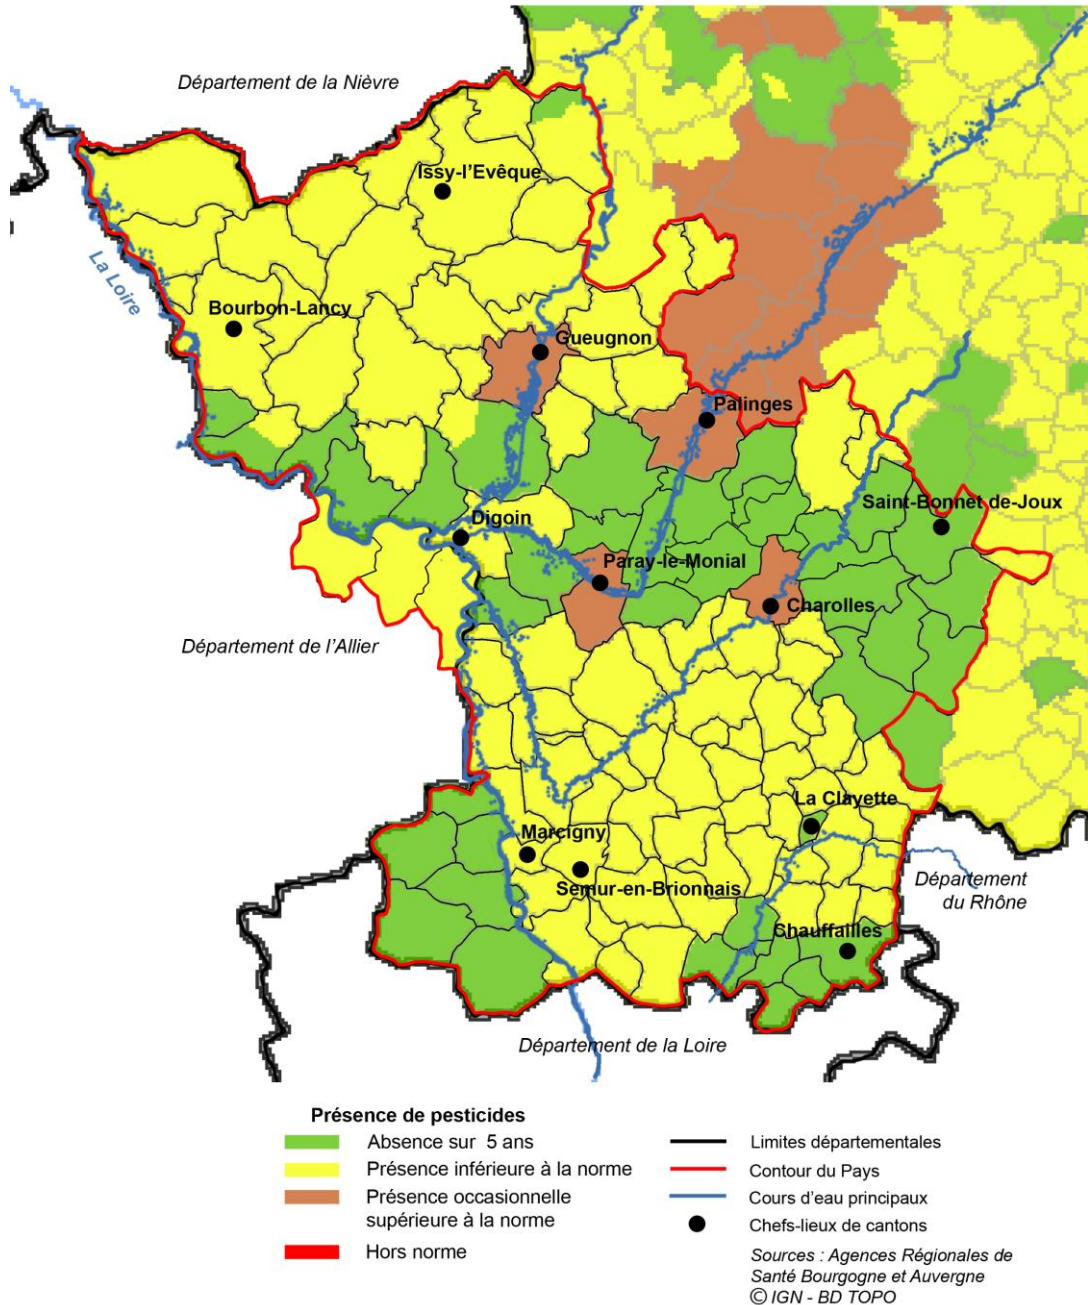 Département de la Nièvre
Issy-l'Evêque
La Loire
Bourbon-Lancy
Gueugnon
Palinges
Saint-Bonnet de-Joux
Digoin
Paray-le-Monial
Charolles
Département de l'Allier
La Clayette
Marcigny
Semur-en-Brionnais
Département
du Rhône
Chauffailles
Département de la Loire
Présence de pesticides
Absence sur 5 ans
Présence inférieure à la norme
Présence occasionnelle
supérieure à la norme
Hors norme
Limites départementales
Contour du Pays
Cours d'eau principaux
Chefs-lieux de cantons
Sources : Agences Régionales de
Santé Bourgogne et Auvergne
© IGN - BD TOPO